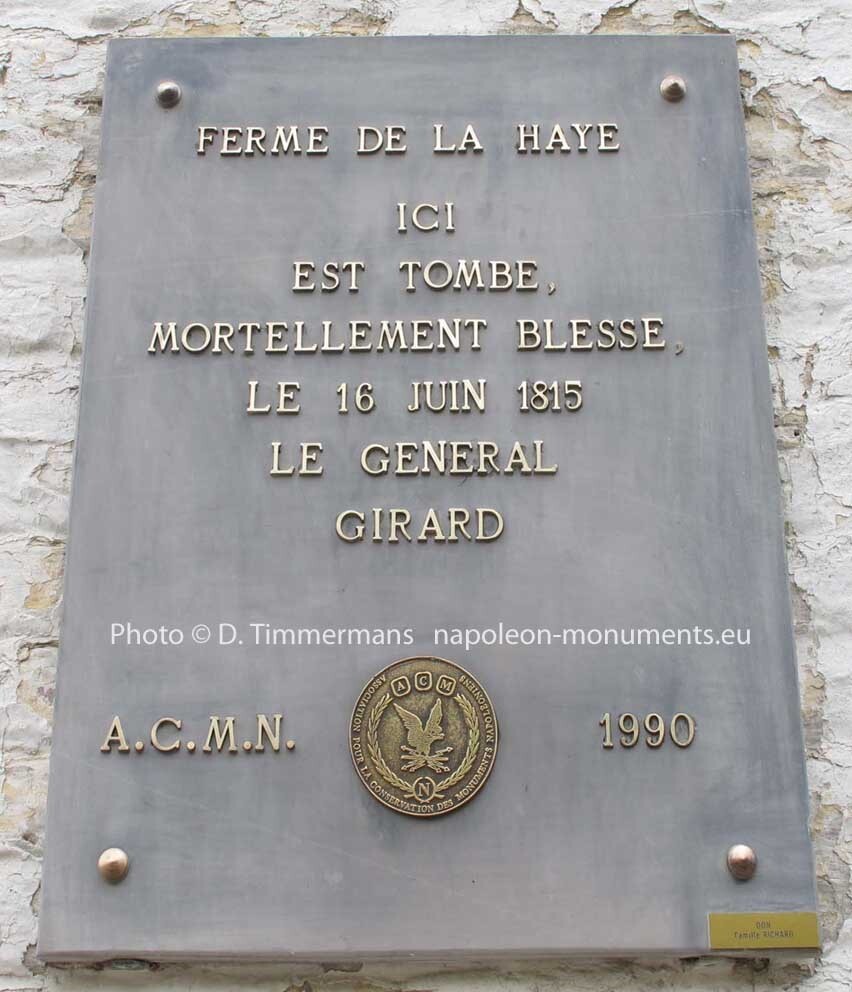 FERME DE LA HAYE
ICI
EST TOMBE,
MORTELLEMENT BLESSE,
LE 16 JUIN 1815
LE GENERAL
GIRARD
Photo © D. Timmermans napoleon-monuments.eu
A.C.M.N.
A C M
ASSOCIATION POUR LA CONSERVATION DES MONUMENTS NAPOLEONIENS
N
1990
DON
Famille RICHARD